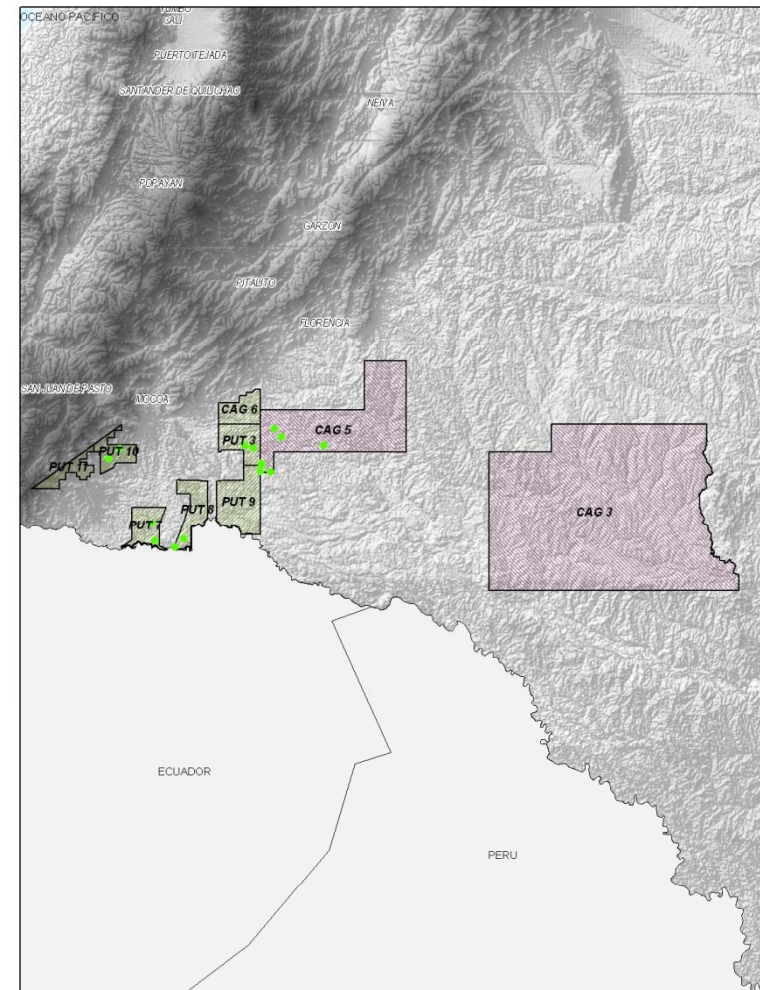 OCEANO PACIFICO
YUMBO
CALI
PUERTO TEJADA
SANTANDER DE QUILICHAO
NEIVA
POPAYAN
GARZON
PITALITO
FLORENCIA
SAN JUAN DE PASTO
MOCOA
CAG 6
PUT 3
CAG 5
PUT 10
PUT 11
PUT 9
PUT 8
PUT 7
CAG 3
ECUADOR
PERU